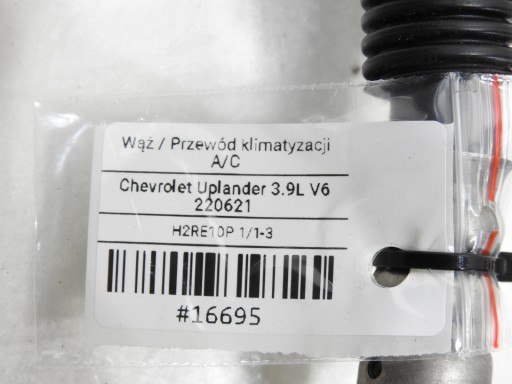 Wąż / Przewód klimatyzacji
A/C
Chevrolet Uplander 3.9L V6
220621
H2RE10P 1/1-3
#16695